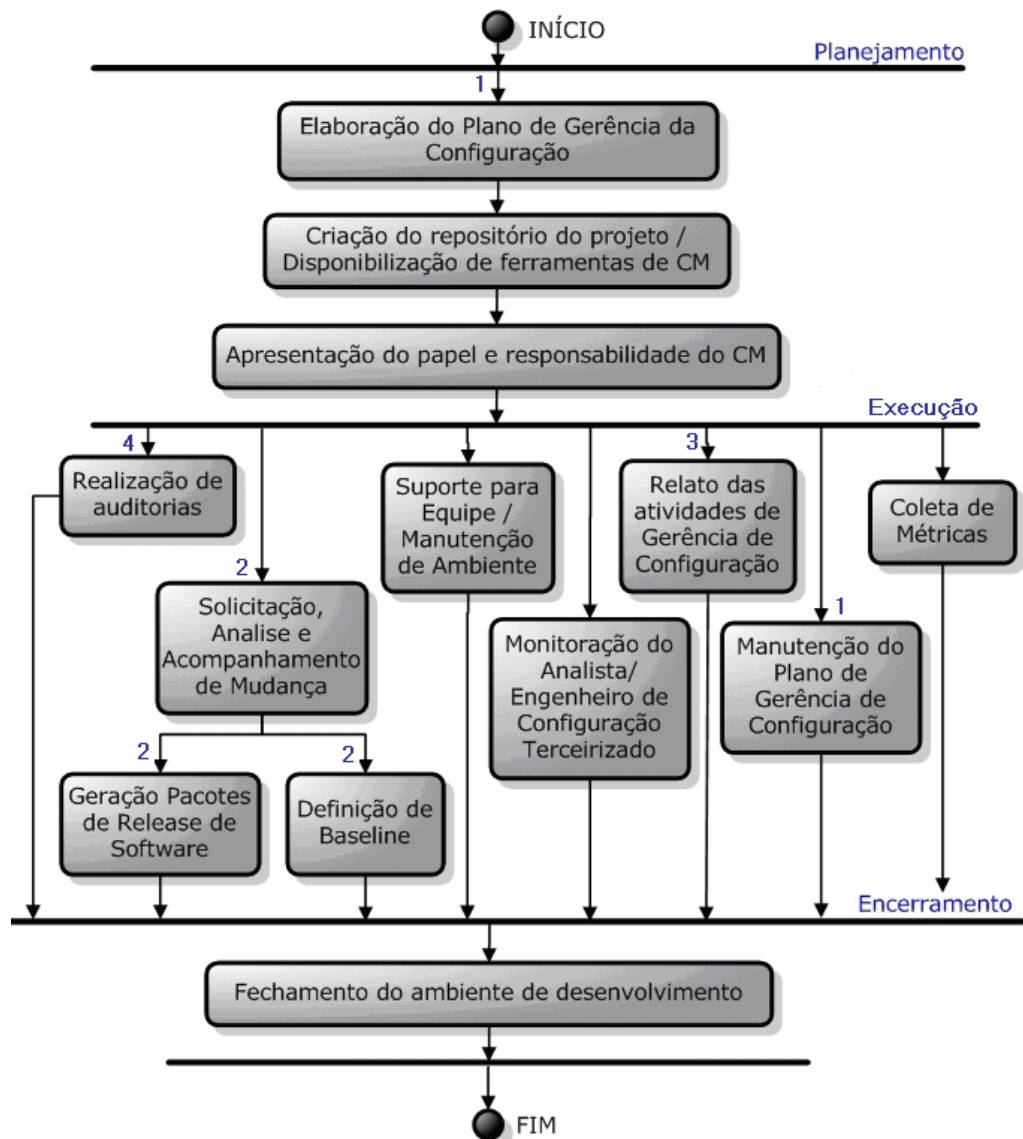 INÍCIO
Planejamento
1
Elaboração do Plano de Gerência da
Configuração
Criação do repositório do projeto /
Disponibilização de ferramentas de CM
Apresentação do papel e responsabilidade do CM
Execução
4
Realização de
auditorias
2
Solicitação,
Analise e
Acompanhamento
de Mudança
2
Geração Pacotes
de Release de
Software
2
Definição de
Baseline
Suporte para
Equipe /
Manutenção
de Ambiente
Monitoração do
Analista/
Engenheiro de
Configuração
Terceirizado
3
Relato das
atividades de
Gerência de
Configuração
1
Manutenção do
Plano de
Gerência de
Configuração
Coleta de
Métricas
Encerramento
Fechamento do ambiente de desenvolvimento
FIM